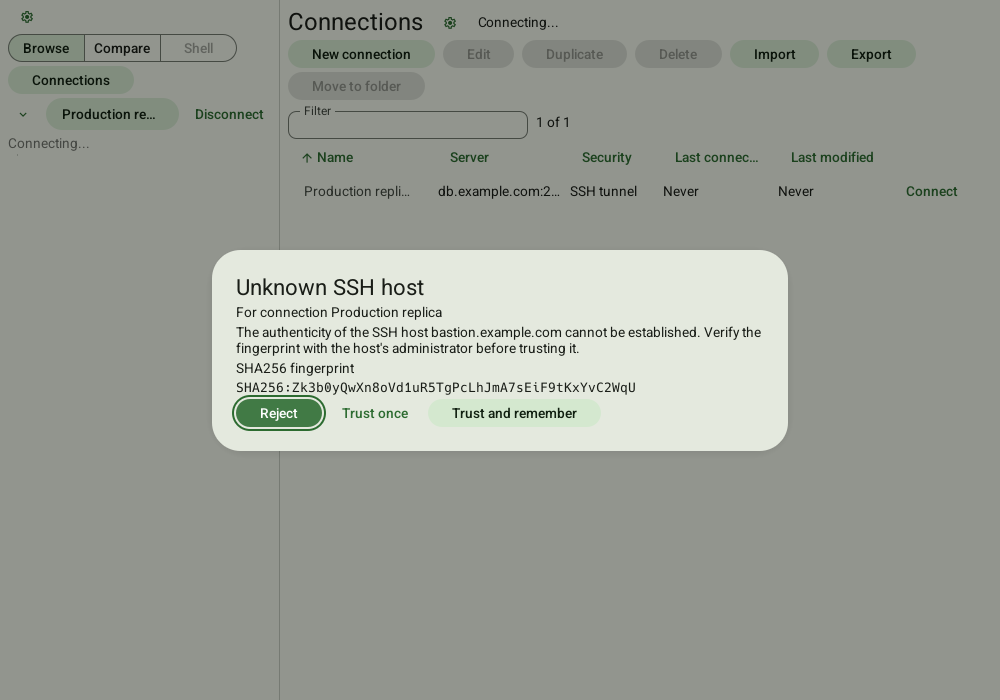 Browse Compare Shell
Connections
Production re... Disconnect
Connecting...
Connections Connecting...
New connection Edit Duplicate Delete Import Export
Move to folder
Filter
1 of 1
Name Server Security Last connec... Last modified
Production repli... db.example.com:2... SSH tunnel Never Never Connect
Unknown SSH host
For connection Production replica
The authenticity of the SSH host bastion.example.com cannot be established. Verify the
fingerprint with the host's administrator before trusting it.
SHA256 fingerprint
SHA256:Zk3b0yQwXn8oVd1uR5TgPcLhJmA7sEiF9tKxYvC2WqU
Reject Trust once Trust and remember